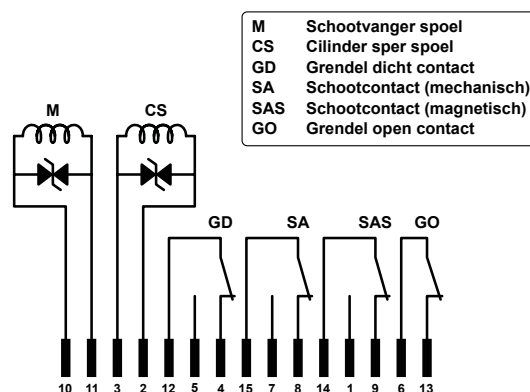 M Schootvanger spoel
CS Cilinder sper spoel
GD Grendel dicht contact
SA Schootcontact (mechanisch)
SAS Schootcontact (magnetisch)
GO Grendel open contact
M CS
GD SA SAS GO
10 11 3 2 12 5 4 15 7 8 14 1 9 6 13